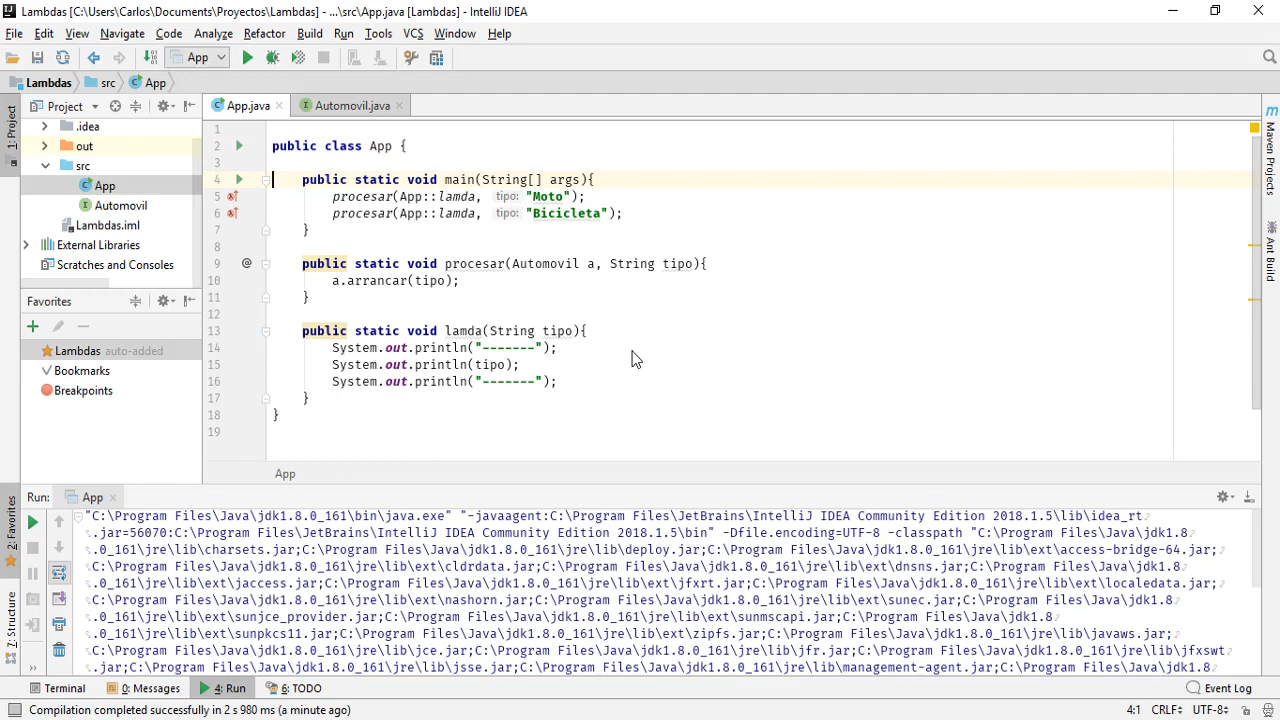 Lambdas [C:\Users\Carlos\Documents\Proyectos\Lambdas] - ...\src\App.java [Lambdas] - IntelliJ IDEA
File Edit View Navigate Code Analyze Refactor Build Run Tools VCS Window Help
App
Lambdas src App
1: Project
Project
App.java
Automovil.java
.idea
out
src
App
Automovil
Lambdas.iml
External Libraries
Scratches and Consoles
Favorites
Lambdas auto-added
Bookmarks
Breakpoints
2: Favorites
7: Structure
1
2 public class App {
3
4 public static void main(String[] args){
5 procesar(App::lamda, tipo: "Moto");
6 procesar(App::lamda, tipo: "Bicicleta");
7 }
8
9 @ public static void procesar(Automovil a, String tipo){
10 a.arrancar(tipo);
11 }
12
13 public static void lamda(String tipo){
14 System.out.println("-------");
15 System.out.println(tipo);
16 System.out.println("-------");
17 }
18 }
19
App
Maven Projects
Ant Build
Run: App
"C:\Program Files\Java\jdk1.8.0_161\bin\java.exe" "-javaagent:C:\Program Files\JetBrains\IntelliJ IDEA Community Edition 2018.1.5\lib\idea_rt
.jar=56070:C:\Program Files\JetBrains\IntelliJ IDEA Community Edition 2018.1.5\bin" -Dfile.encoding=UTF-8 -classpath "C:\Program Files\Java\jdk1.8
.0_161\jre\lib\charsets.jar;C:\Program Files\Java\jdk1.8.0_161\jre\lib\deploy.jar;C:\Program Files\Java\jdk1.8.0_161\jre\lib\ext\access-bridge-64.jar;
C:\Program Files\Java\jdk1.8.0_161\jre\lib\ext\cldrdata.jar;C:\Program Files\Java\jdk1.8.0_161\jre\lib\ext\dnsns.jar;C:\Program Files\Java\jdk1.8
.0_161\jre\lib\ext\jaccess.jar;C:\Program Files\Java\jdk1.8.0_161\jre\lib\ext\jfxrt.jar;C:\Program Files\Java\jdk1.8.0_161\jre\lib\ext\localedata.jar;
C:\Program Files\Java\jdk1.8.0_161\jre\lib\ext\nashorn.jar;C:\Program Files\Java\jdk1.8.0_161\jre\lib\ext\sunec.jar;C:\Program Files\Java\jdk1.8
.0_161\jre\lib\ext\sunjce_provider.jar;C:\Program Files\Java\jdk1.8.0_161\jre\lib\ext\sunmscapi.jar;C:\Program Files\Java\jdk1.8
.0_161\jre\lib\ext\sunpkcs11.jar;C:\Program Files\Java\jdk1.8.0_161\jre\lib\ext\zipfs.jar;C:\Program Files\Java\jdk1.8.0_161\jre\lib\javaws.jar;
C:\Program Files\Java\jdk1.8.0_161\jre\lib\jce.jar;C:\Program Files\Java\jdk1.8.0_161\jre\lib\jfr.jar;C:\Program Files\Java\jdk1.8.0_161\jre\lib\jfxswt
.jar;C:\Program Files\Java\jdk1.8.0_161\jre\lib\jsse.jar;C:\Program Files\Java\jdk1.8.0_161\jre\lib\management-agent.jar;C:\Program Files\Java\jdk1.8
Terminal 0: Messages 4: Run 6: TODO Event Log
Compilation completed successfully in 2 s 980 ms (a minute ago) 4:1 CRLF UTF-8